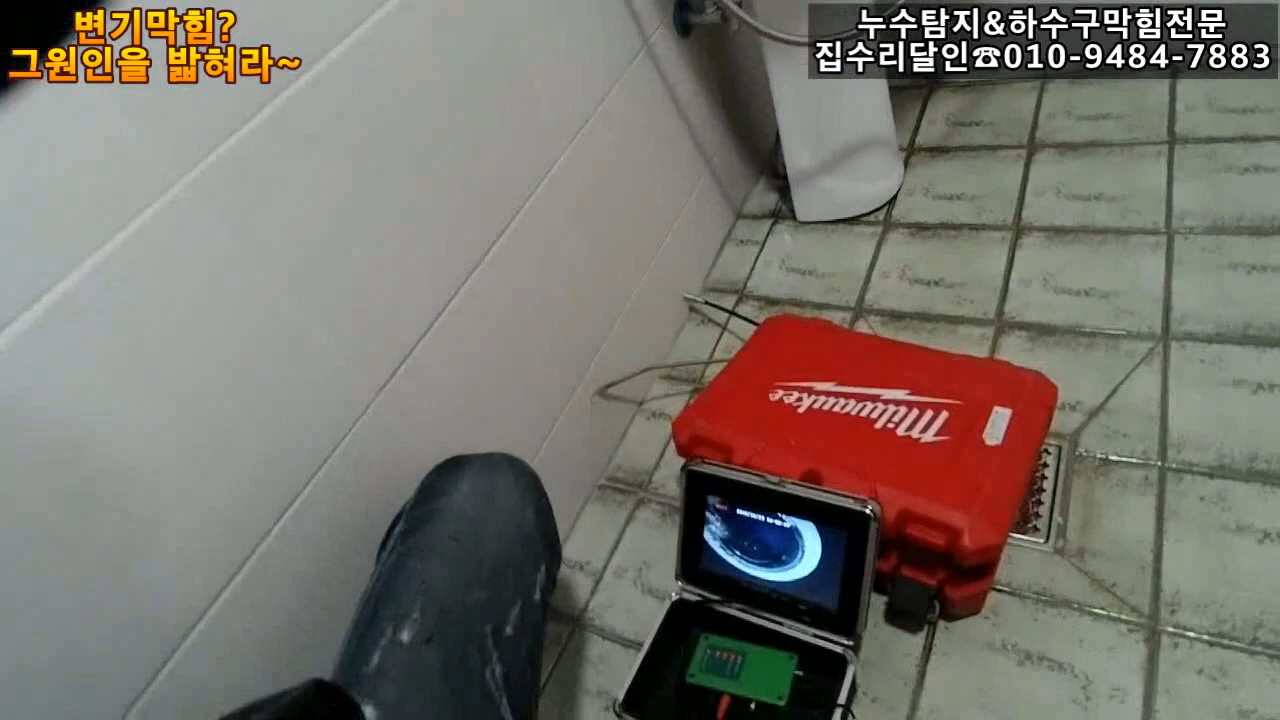 변기막힘?
그원인을 밟혀라~
누수탐지&하수구막힘전문
집수리달인☎010-9484-7883
Milwaukee